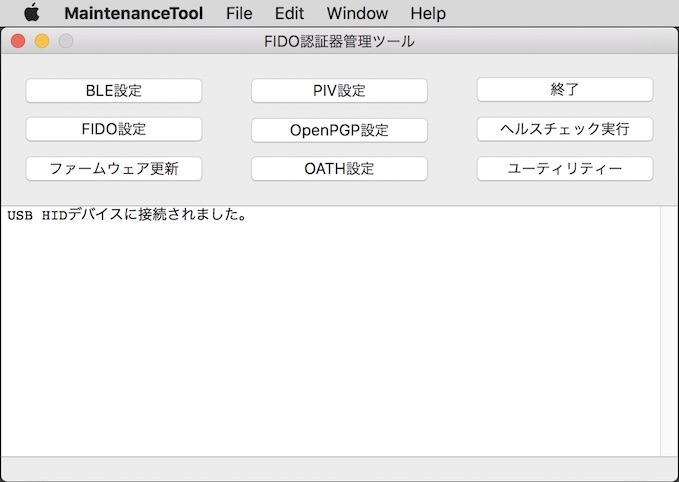 MaintenanceTool File Edit Window Help
FIDO認証器管理ツール
BLE設定 PIV設定 終了
FIDO設定 OpenPGP設定 ヘルスチェック実行
ファームウェア更新 OATH設定 ユーティリティー
USB HIDデバイスに接続されました。